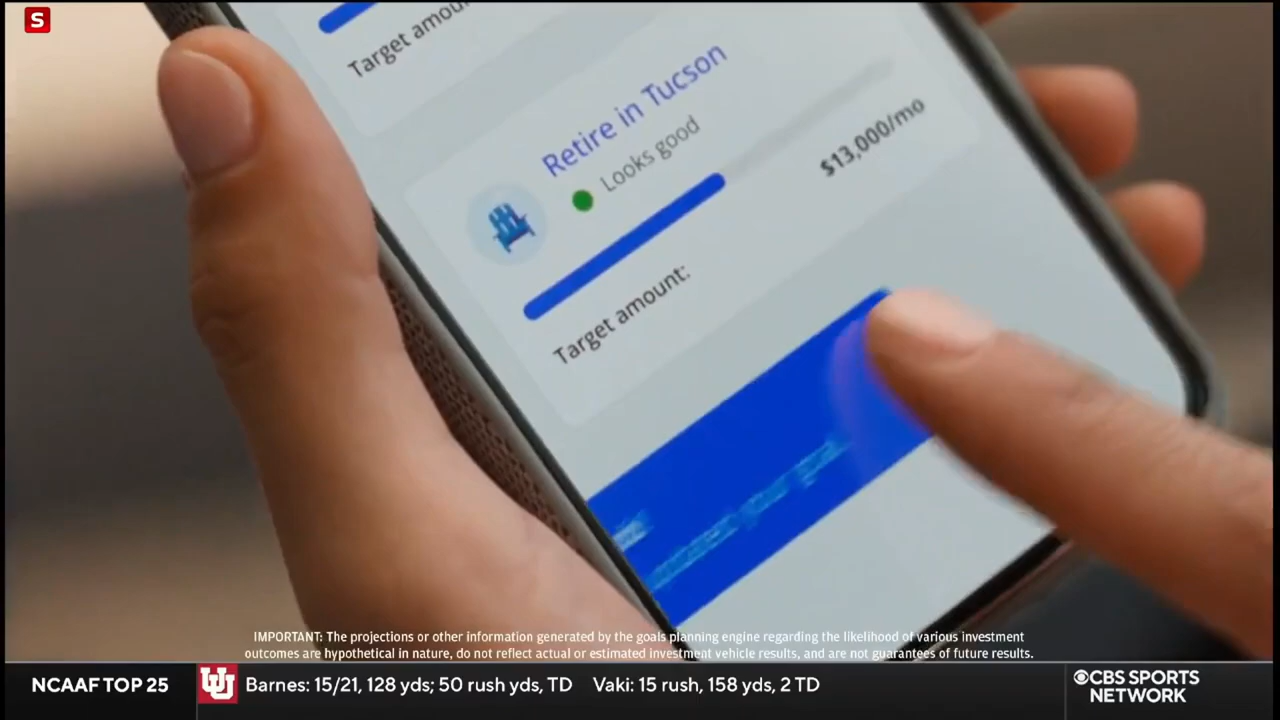 S
Target amou
Retire in Tucson
Looks good
$13,000/mo
Target amount:
IMPORTANT: The projections or other information generated by the goals planning engine regarding the likelihood of various investment
outcomes are hypothetical in nature, do not reflect actual or estimated investment vehicle results, and are not guarantees of future results.
NCAAF TOP 25
U
Barnes: 15/21, 128 yds; 50 rush yds, TD Vaki: 15 rush, 158 yds, 2 TD
CBS SPORTS
NETWORK